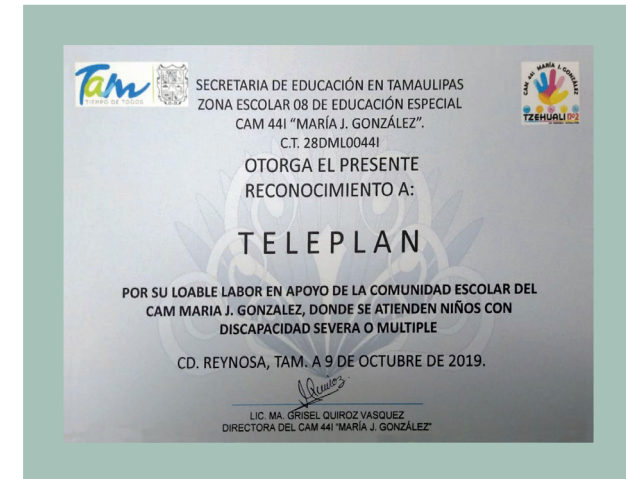 Tam
TIEMPO DE TODOS
CAM 44I MARÍA J. GONZÁLEZ
TZEHUALI Nº2
SECRETARIA DE EDUCACIÓN EN TAMAULIPAS
ZONA ESCOLAR 08 DE EDUCACIÓN ESPECIAL
CAM 44I “MARÍA J. GONZÁLEZ”.
C.T. 28DML0044I
OTORGA EL PRESENTE
RECONOCIMIENTO A:
TELEPLAN
POR SU LOABLE LABOR EN APOYO DE LA COMUNIDAD ESCOLAR DEL
CAM MARIA J. GONZALEZ, DONDE SE ATIENDEN NIÑOS CON
DISCAPACIDAD SEVERA O MULTIPLE
CD. REYNOSA, TAM. A 9 DE OCTUBRE DE 2019.
Quiroz
LIC. MA. GRISEL QUIROZ VASQUEZ
DIRECTORA DEL CAM 44I “MARÍA J. GONZÁLEZ”